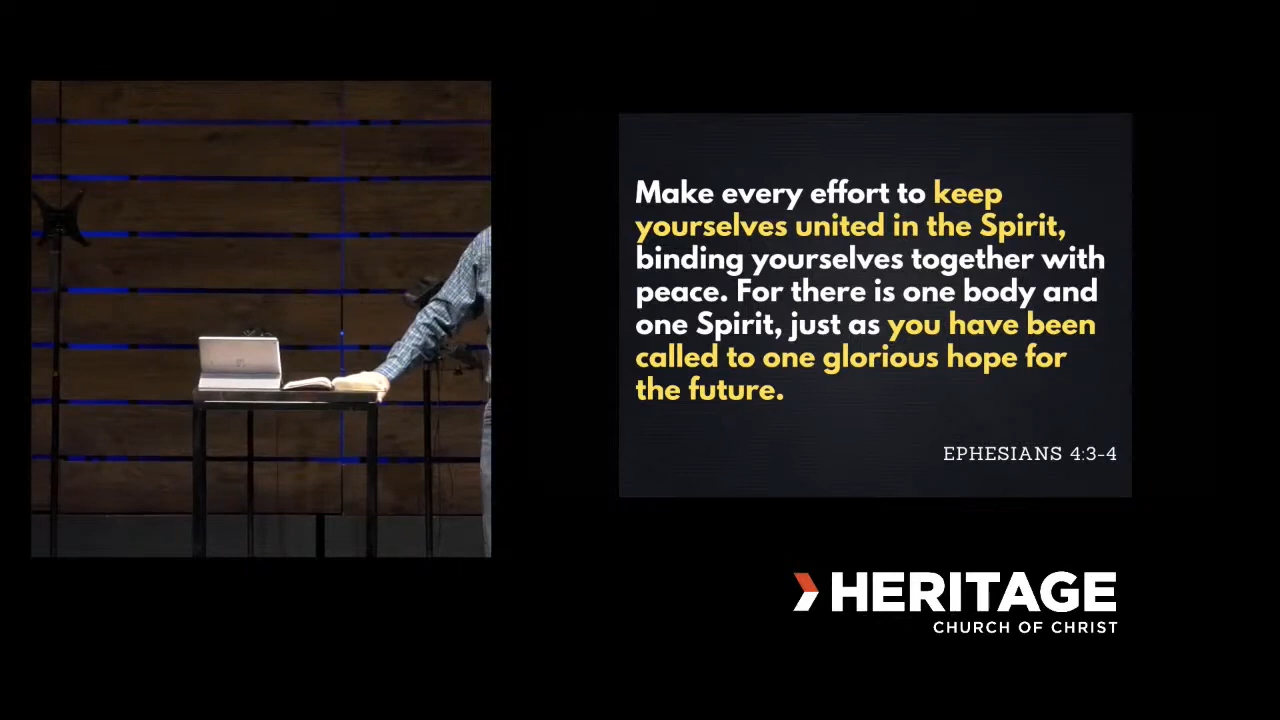 Make every effort to keep
yourselves united in the Spirit,
binding yourselves together with
peace. For there is one body and
one Spirit, just as you have been
called to one glorious hope for
the future.
EPHESIANS 4:3-4
HERITAGE
CHURCH OF CHRIST